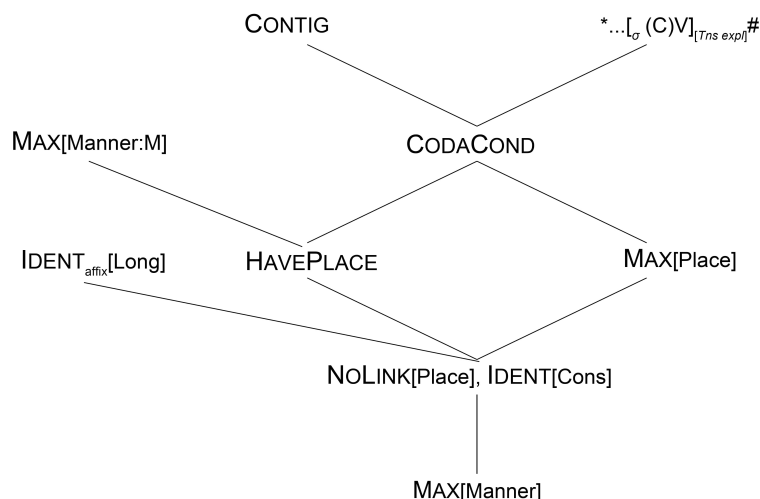 CONTIG
*...[σ (C)V][Tns expl]#
MAX[Manner:M]
CODACOND
IDENTaffix[Long]
HAVEPLACE
MAX[Place]
NOLINK[Place], IDENT[Cons]
MAX[Manner]